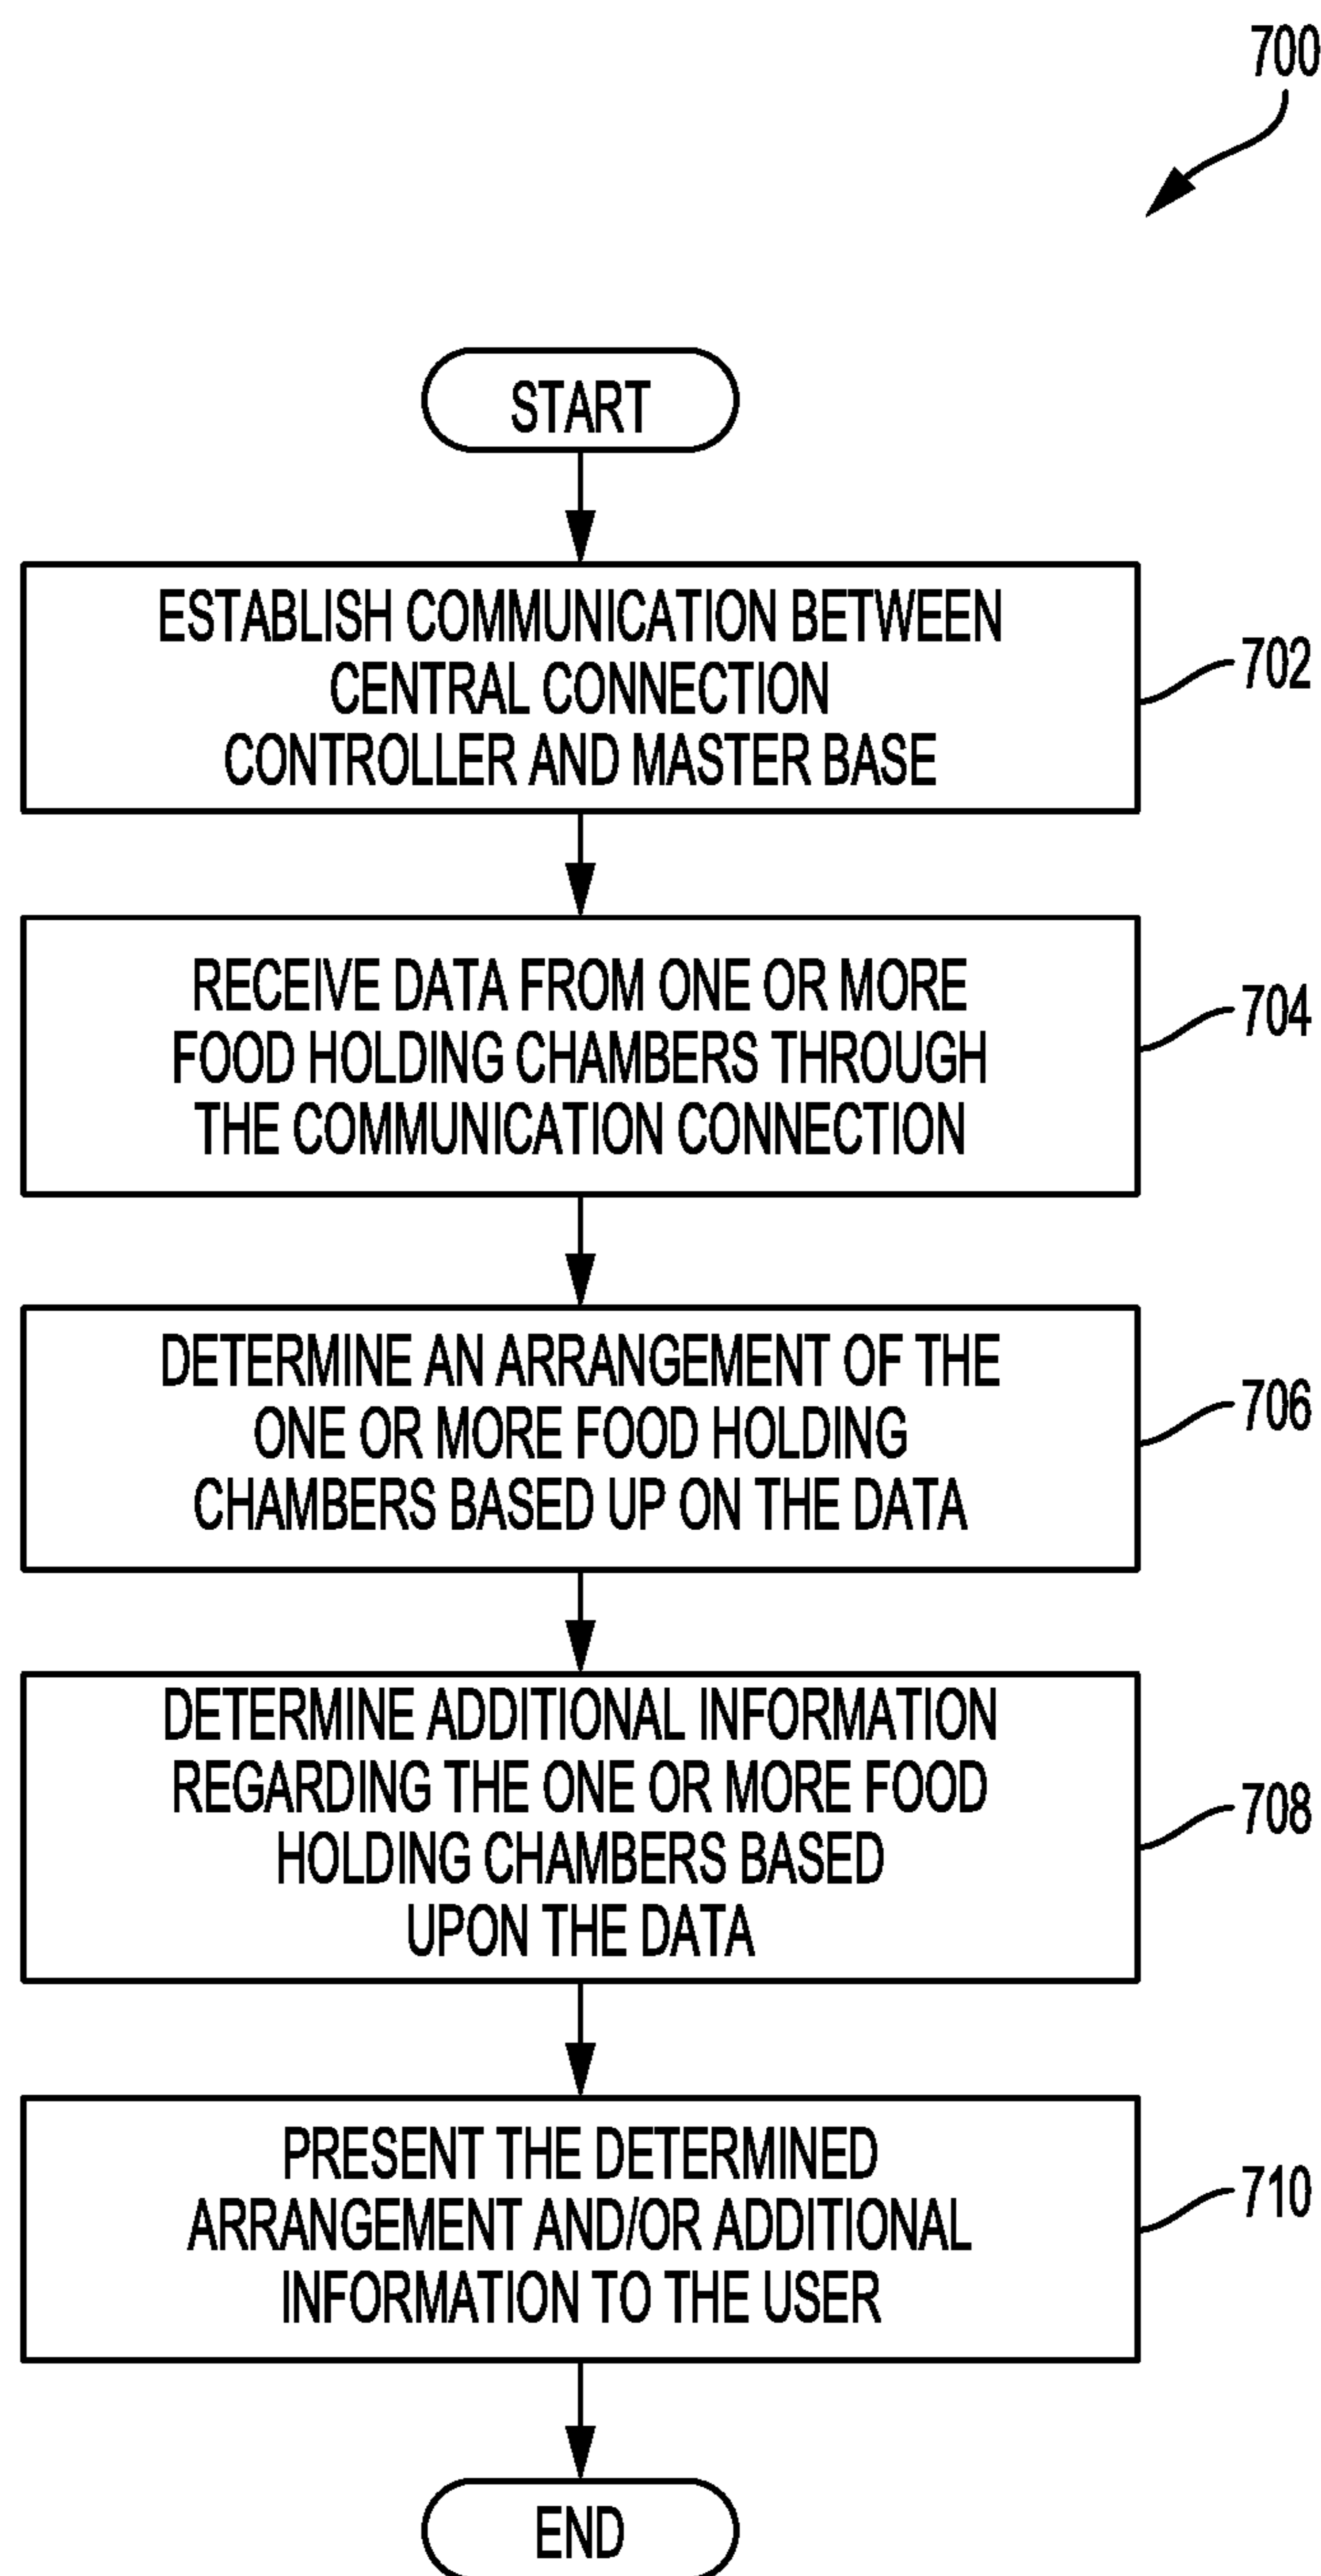 700
START
ESTABLISH COMMUNICATION BETWEEN
CENTRAL CONNECTION
CONTROLLER AND MASTER BASE
702
RECEIVE DATA FROM ONE OR MORE
FOOD HOLDING CHAMBERS THROUGH
THE COMMUNICATION CONNECTION
704
DETERMINE AN ARRANGEMENT OF THE
ONE OR MORE FOOD HOLDING
CHAMBERS BASED UP ON THE DATA
706
DETERMINE ADDITIONAL INFORMATION
REGARDING THE ONE OR MORE FOOD
HOLDING CHAMBERS BASED
UPON THE DATA
708
PRESENT THE DETERMINED
ARRANGEMENT AND/OR ADDITIONAL
INFORMATION TO THE USER
710
END